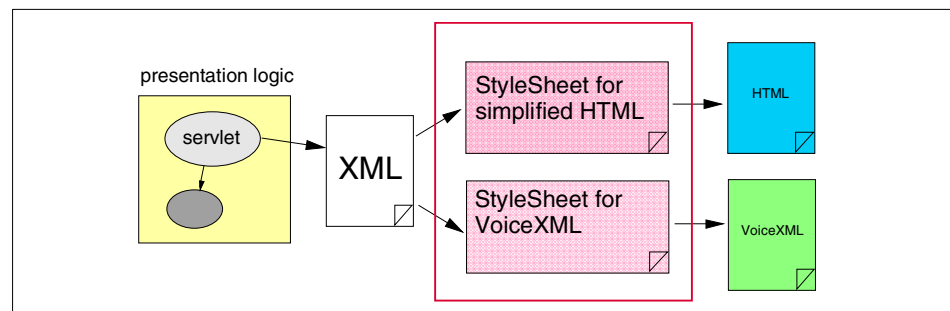 presentation logic
servlet
XML
StyleSheet for
simplified HTML
StyleSheet for
VoiceXML
HTML
VoiceXML